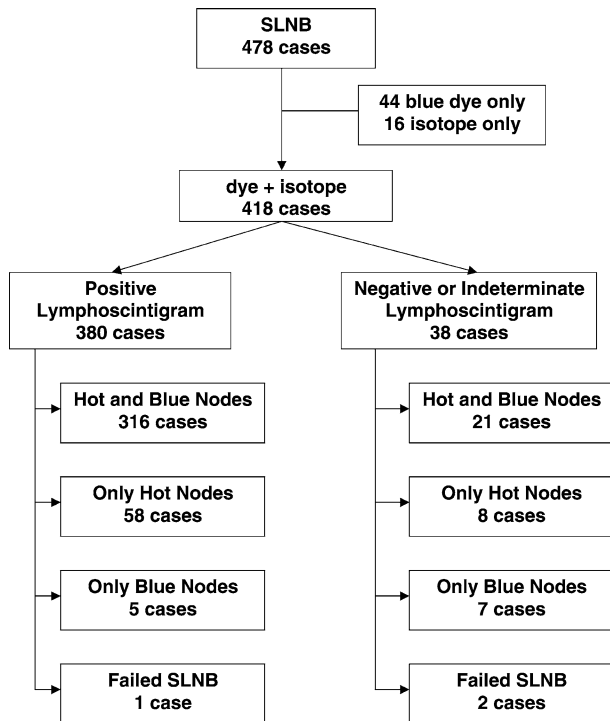 SLNB
478 cases
44 blue dye only
16 isotope only
dye + isotope
418 cases
Positive
Lymphoscintigram
380 cases
Negative or Indeterminate
Lymphoscintigram
38 cases
Hot and Blue Nodes
316 cases
Only Hot Nodes
58 cases
Only Blue Nodes
5 cases
Failed SLNB
1 case
Hot and Blue Nodes
21 cases
Only Hot Nodes
8 cases
Only Blue Nodes
7 cases
Failed SLNB
2 cases